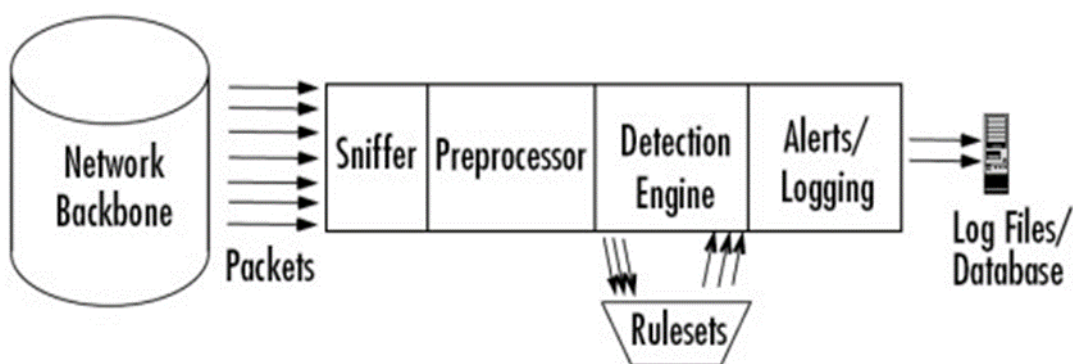 Network
Backbone
Packets
Sniffer
Preprocessor
Detection
Engine
Alerts/
Logging
Rulesets
Log Files/
Database